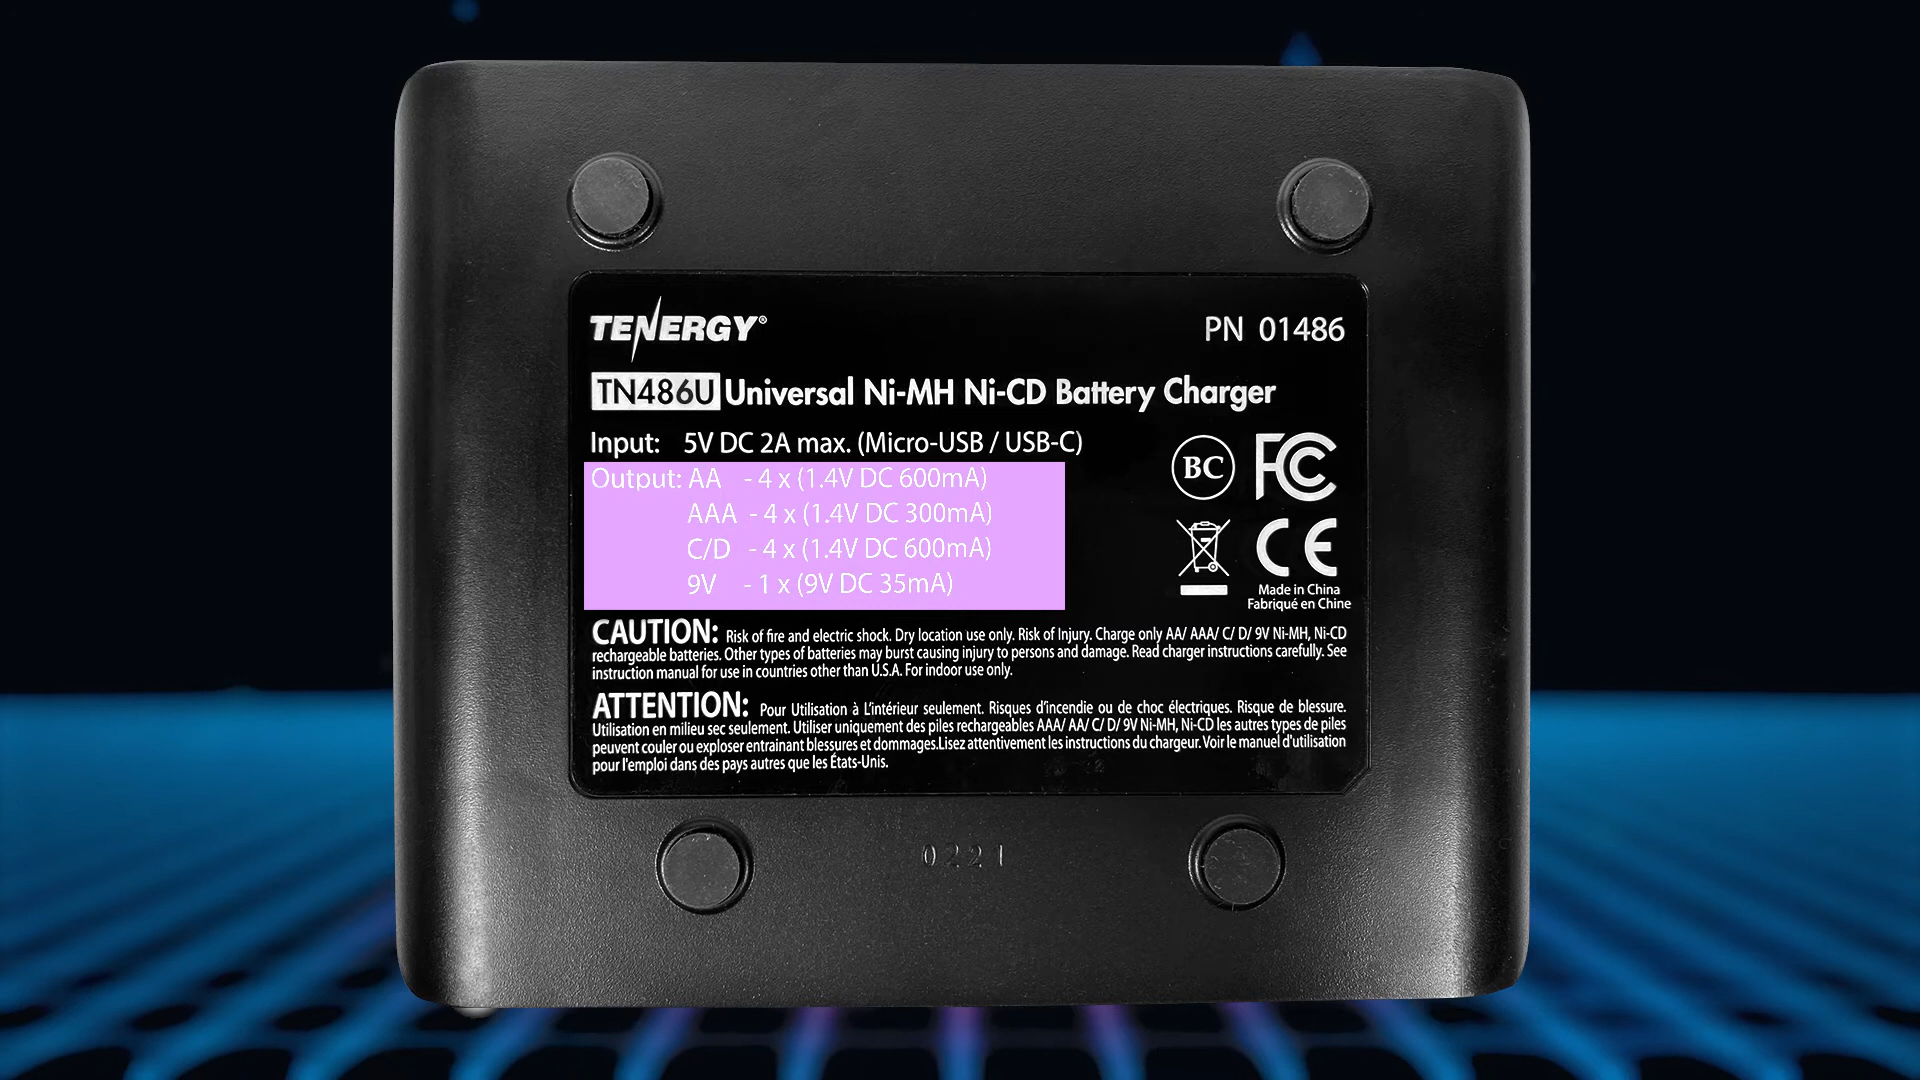 TENERGY®
PN 01486
TN486U Universal Ni-MH Ni-CD Battery Charger
Input: 5V DC 2A max. (Micro-USB / USB-C)
Output: AA - 4 x (1.4V DC 600mA)
AAA - 4 x (1.4V DC 300mA)
C/D - 4 x (1.4V DC 600mA)
9V - 1 x (9V DC 35mA)
BC
FC
CE
Made in China
Fabriqué en Chine
CAUTION: Risk of fire and electric shock. Dry location use only. Risk of Injury. Charge only AA/ AAA/ C/ D/ 9V Ni-MH, Ni-CD
rechargeable batteries. Other types of batteries may burst causing injury to persons and damage. Read charger instructions carefully. See
instruction manual for use in countries other than U.S.A. For indoor use only.
ATTENTION: Pour Utilisation à L'intérieur seulement. Risques d'incendie ou de choc électriques. Risque de blessure.
Utilisation en milieu sec seulement. Utiliser uniquement des piles rechargeables AAA/ AA/ C/ D/ 9V Ni-MH, Ni-CD les autres types de piles
peuvent couler ou exploser entrainant blessures et dommages.Lisez attentivement les instructions du chargeur. Voir le manuel d'utilisation
pour l'emploi dans des pays autres que les États-Unis.
0221